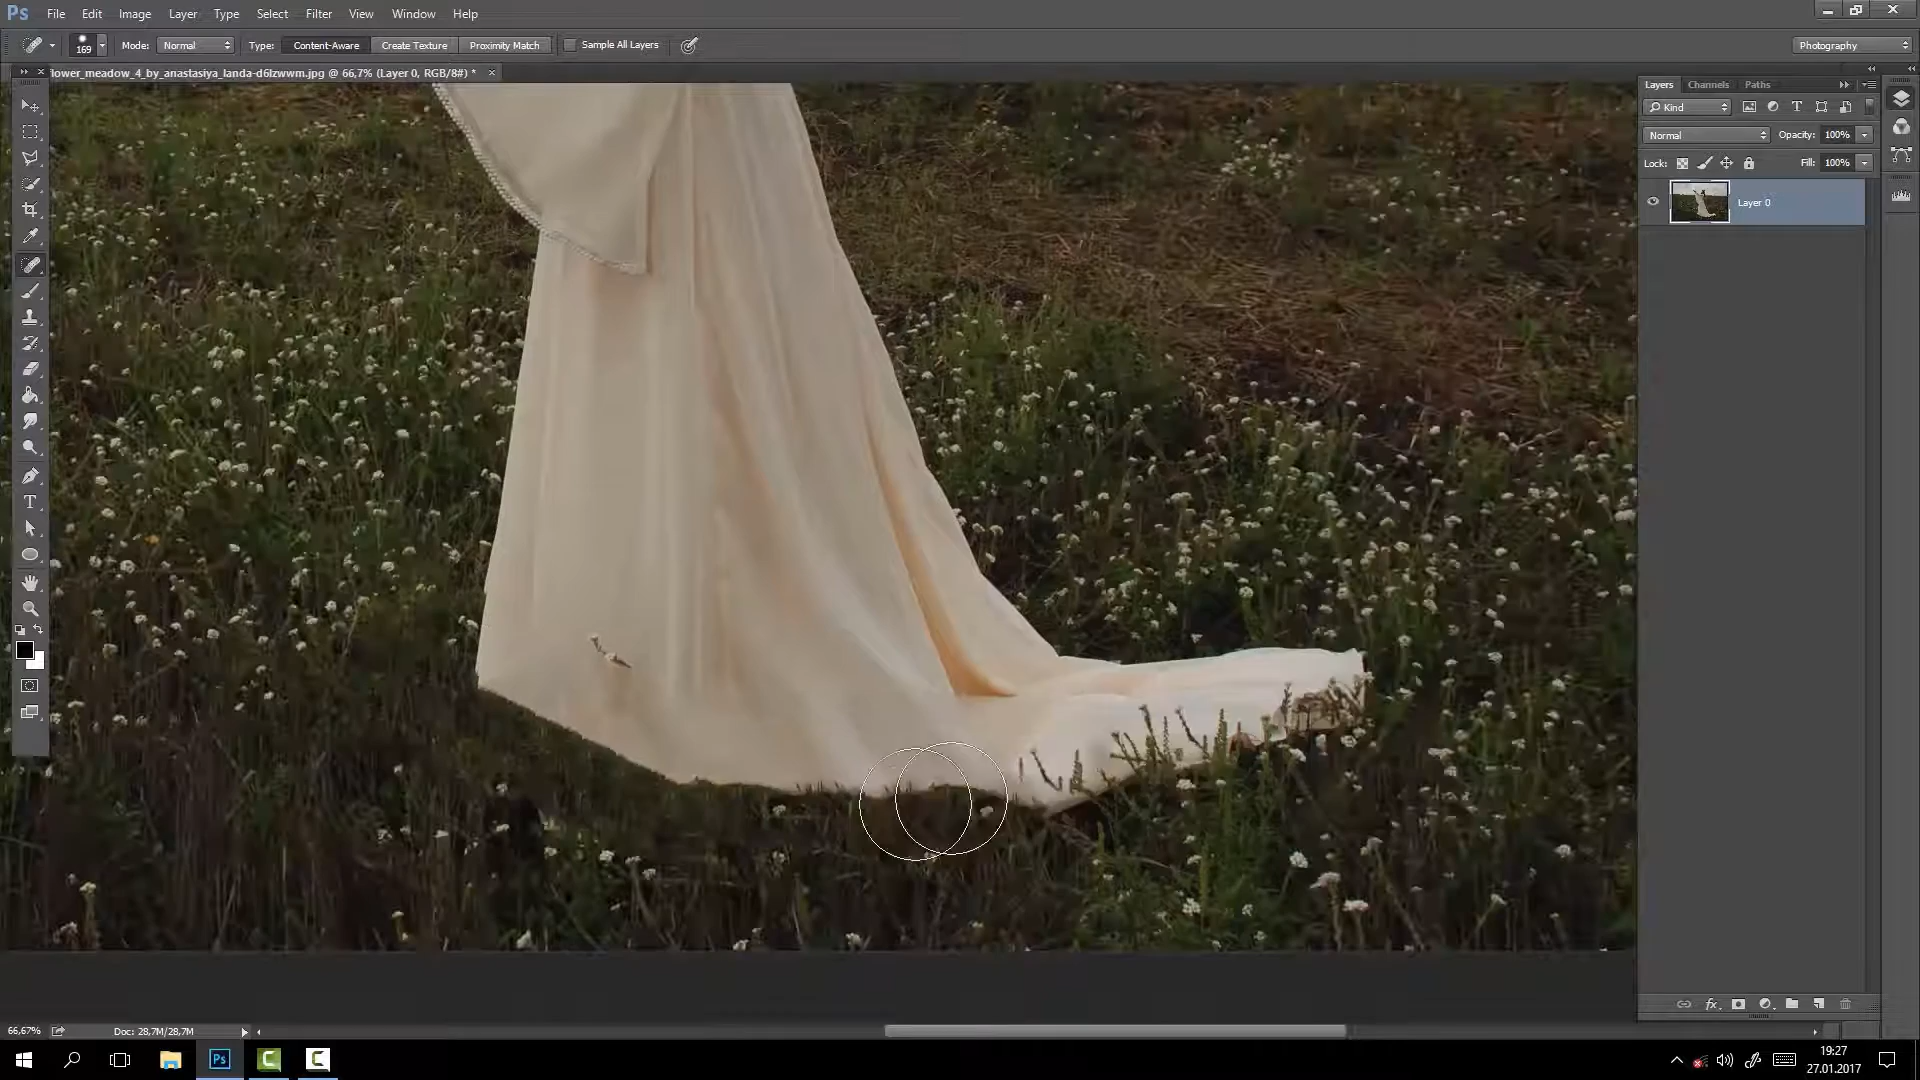 Ps File Edit Image Layer Type Select Filter View Window Help
169 Mode: Normal Type: Content-Aware Create Texture Proximity Match Sample All Layers Photography
lower_meadow_4_by_anastasiya_landa-d6lzwwm.jpg @ 66,7% (Layer 0, RGB/8#) *
Layers Channels Paths
Kind
Normal Opacity: 100%
Lock: Fill: 100%
Layer 0
66,67% Doc: 28,7M/28,7M
19:27
27.01.2017